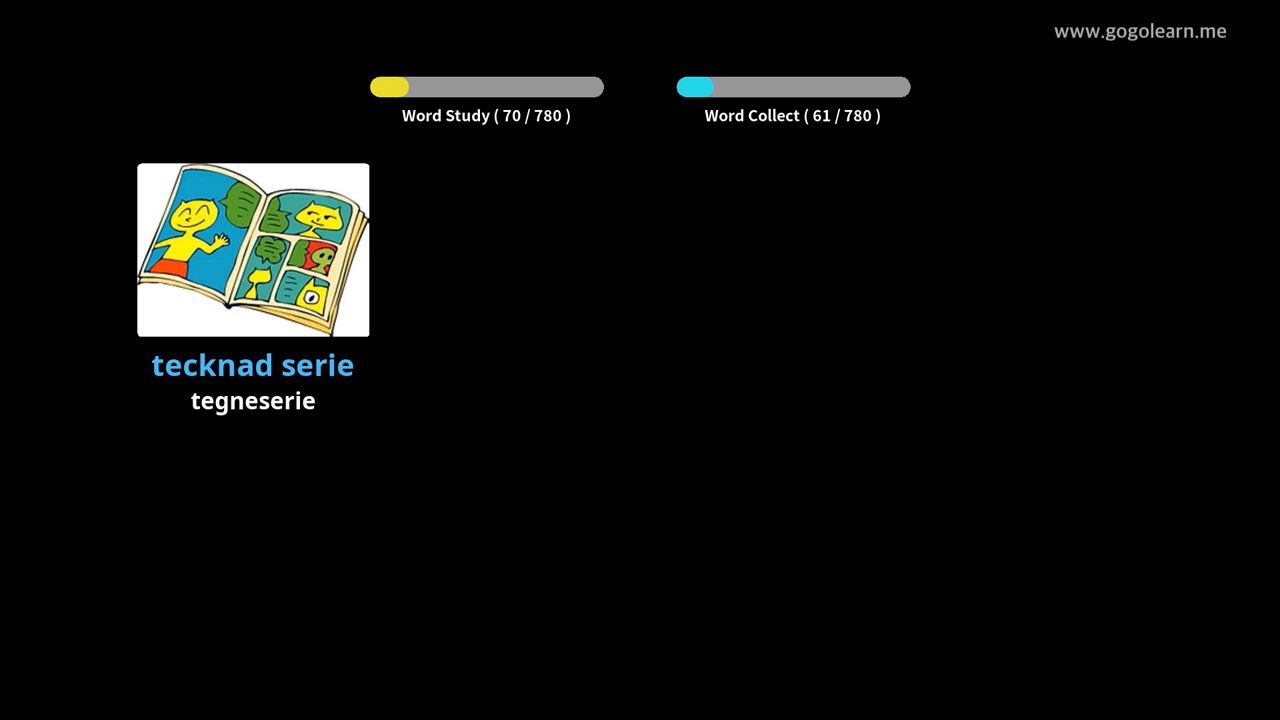 www.gogolearn.me
Word Study ( 70 / 780 )
Word Collect ( 61 / 780 )
tecknad serie
tegneserie